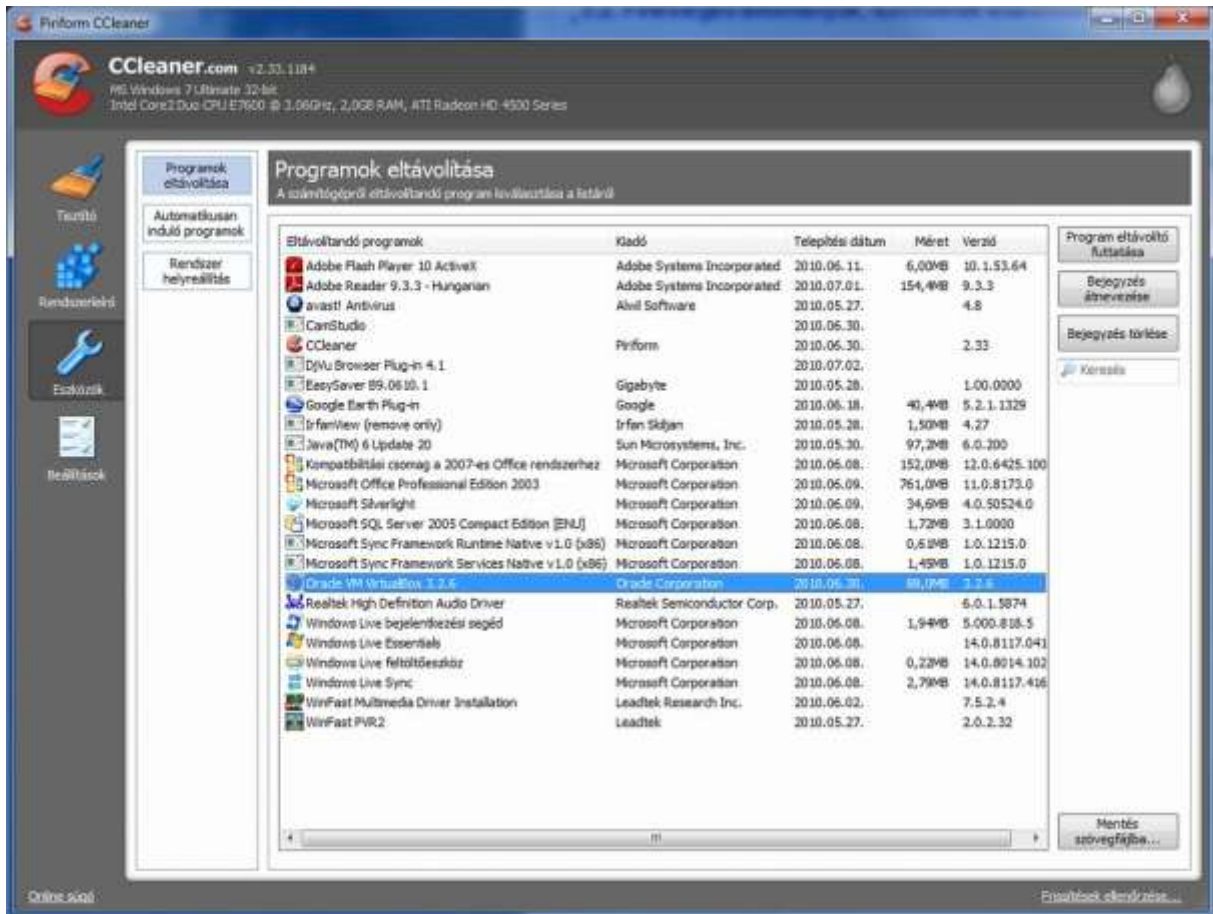 Piriform CCleaner
CCleaner.com v2.33.1184
MS Windows 7 Ultimate 32-bit
Intel Core2 Duo CPU E7600 @ 3.06GHz, 2,0GB RAM, ATI Radeon HD 4500 Series
Tisztító
Rendszerleíró
Eszközök
Beállítások
Programok
eltávolítása
Automatikusan
induló programok
Rendszer
helyreállítás
Programok eltávolítása
A számítógépről eltávolítandó program kiválasztása a listáról
Eltávolítandó programok Kiadó Telepítési dátum Méret Verzió
Adobe Flash Player 10 ActiveX Adobe Systems Incorporated 2010.06.11. 6,00MB 10.1.53.64
Adobe Reader 9.3.3 - Hungarian Adobe Systems Incorporated 2010.07.01. 154,4MB 9.3.3
avast! Antivirus Alwil Software 2010.05.27. 4.8
CamStudio 2010.06.30.
CCleaner Piriform 2010.06.30. 2.33
DjVu Browser Plug-in 4.1 2010.07.02.
EasySaver B9.0610.1 Gigabyte 2010.05.28. 1.00.0000
Google Earth Plug-in Google 2010.06.18. 40,4MB 5.2.1.1329
IrfanView (remove only) Irfan Skiljan 2010.05.28. 1,50MB 4.27
Java(TM) 6 Update 20 Sun Microsystems, Inc. 2010.05.30. 97,2MB 6.0.200
Kompatibilitási csomag a 2007-es Office rendszerhez Microsoft Corporation 2010.06.08. 152,0MB 12.0.6425.100
Microsoft Office Professional Edition 2003 Microsoft Corporation 2010.06.09. 761,0MB 11.0.8173.0
Microsoft Silverlight Microsoft Corporation 2010.06.09. 34,6MB 4.0.50524.0
Microsoft SQL Server 2005 Compact Edition [ENU] Microsoft Corporation 2010.06.08. 1,72MB 3.1.0000
Microsoft Sync Framework Runtime Native v1.0 (x86) Microsoft Corporation 2010.06.08. 0,61MB 1.0.1215.0
Microsoft Sync Framework Services Native v1.0 (x86) Microsoft Corporation 2010.06.08. 1,45MB 1.0.1215.0
Oracle VM VirtualBox 3.2.6 Oracle Corporation 2010.06.30. 89,0MB 3.2.6
Realtek High Definition Audio Driver Realtek Semiconductor Corp. 2010.05.27. 6.0.1.5874
Windows Live bejelentkezési segéd Microsoft Corporation 2010.06.08. 1,94MB 5.000.818.5
Windows Live Essentials Microsoft Corporation 2010.06.08. 14.0.8117.041
Windows Live feltöltőeszköz Microsoft Corporation 2010.06.08. 0,22MB 14.0.8014.102
Windows Live Sync Microsoft Corporation 2010.06.08. 2,79MB 14.0.8117.416
WinFast Multimedia Driver Installation Leadtek Research Inc. 2010.06.02. 7.5.2.4
WinFast PVR2 Leadtek 2010.05.27. 2.0.2.32
Program eltávolító
futtatása
Bejegyzés
átnevezése
Bejegyzés törlése
Keresés
Mentés
szövegfájlba...
Online súgó
Frissítések ellenőrzése...